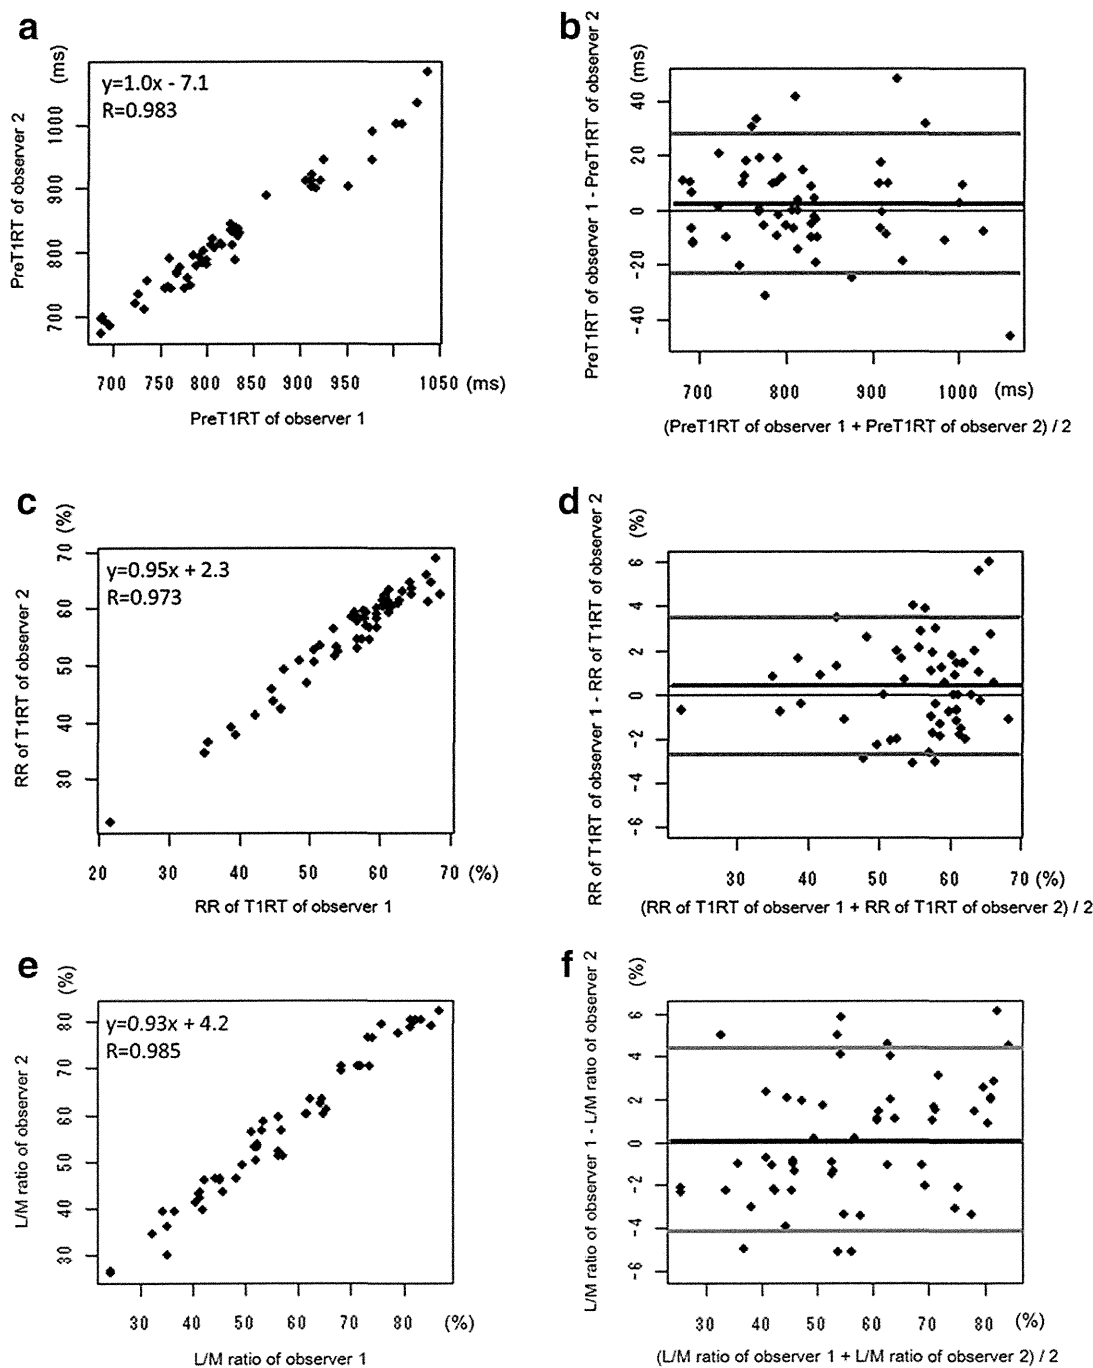 a
(ms)
y=1.0x - 7.1
R=0.983
PreT1RT of observer 2
1000
900
800
700
700 750 800 850 900 950 1050 (ms)
PreT1RT of observer 1
b
(ms)
PreT1RT of observer 1 - PreT1RT of observer 2
40
20
0
-20
-40
700 800 900 1000 (ms)
(PreT1RT of observer 1 + PreT1RT of observer 2) / 2
c
(%)
y=0.95x + 2.3
R=0.973
RR of T1RT of observer 2
70
60
50
40
30
20 30 40 50 60 70 (%)
RR of T1RT of observer 1
d
(%)
RR of T1RT of observer 1 - RR of T1RT of observer 2
6
4
2
0
-2
-4
-6
30 40 50 60 70 (%)
(RR of T1RT of observer 1 + RR of T1RT of observer 2) / 2
e
(%)
y=0.93x + 4.2
R=0.985
L/M ratio of observer 2
80
70
60
50
40
30
30 40 50 60 70 80 (%)
L/M ratio of observer 1
f
(%)
L/M ratio of observer 1 - L/M ratio of observer 2
6
4
2
0
-2
-4
-6
30 40 50 60 70 80 (%)
(L/M ratio of observer 1 + L/M ratio of observer 2) / 2